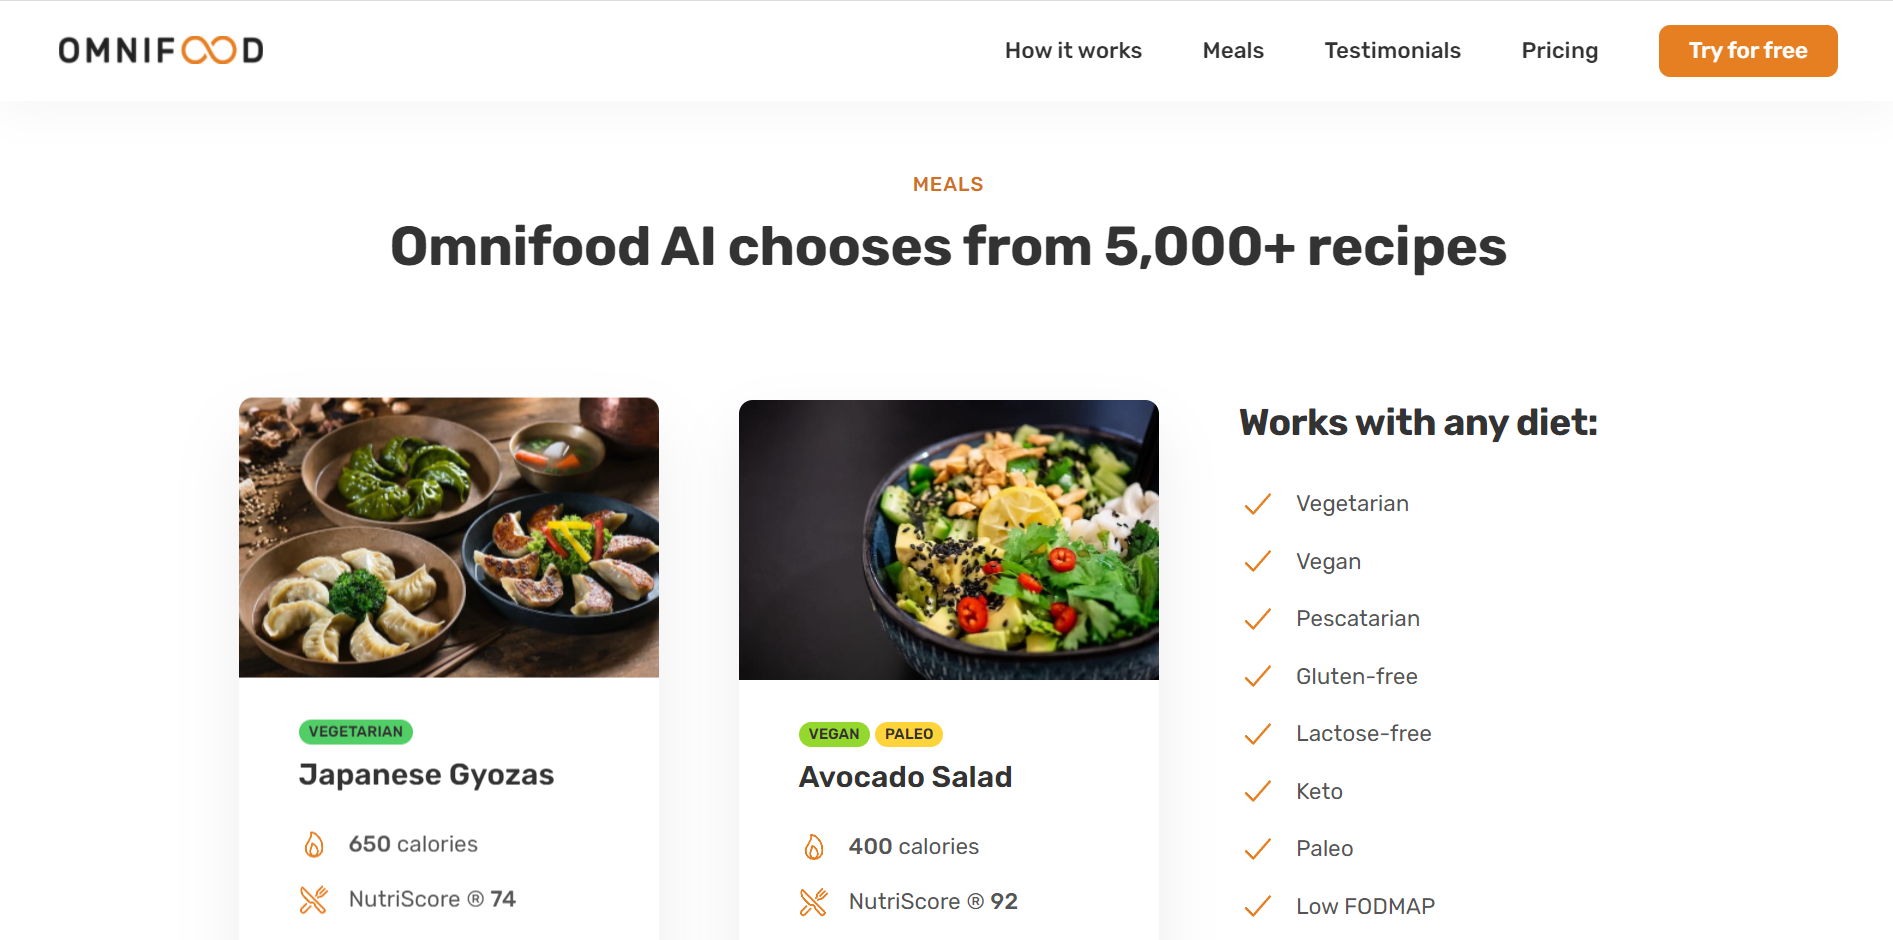 OMNIFOOD
How it works
Meals
Testimonials
Pricing
Try for free
MEALS
Omnifood AI chooses from 5,000+ recipes
VEGETARIAN
Japanese Gyozas
650 calories
NutriScore ® 74
VEGAN
PALEO
Avocado Salad
400 calories
NutriScore ® 92
Works with any diet:
Vegetarian
Vegan
Pescatarian
Gluten-free
Lactose-free
Keto
Paleo
Low FODMAP